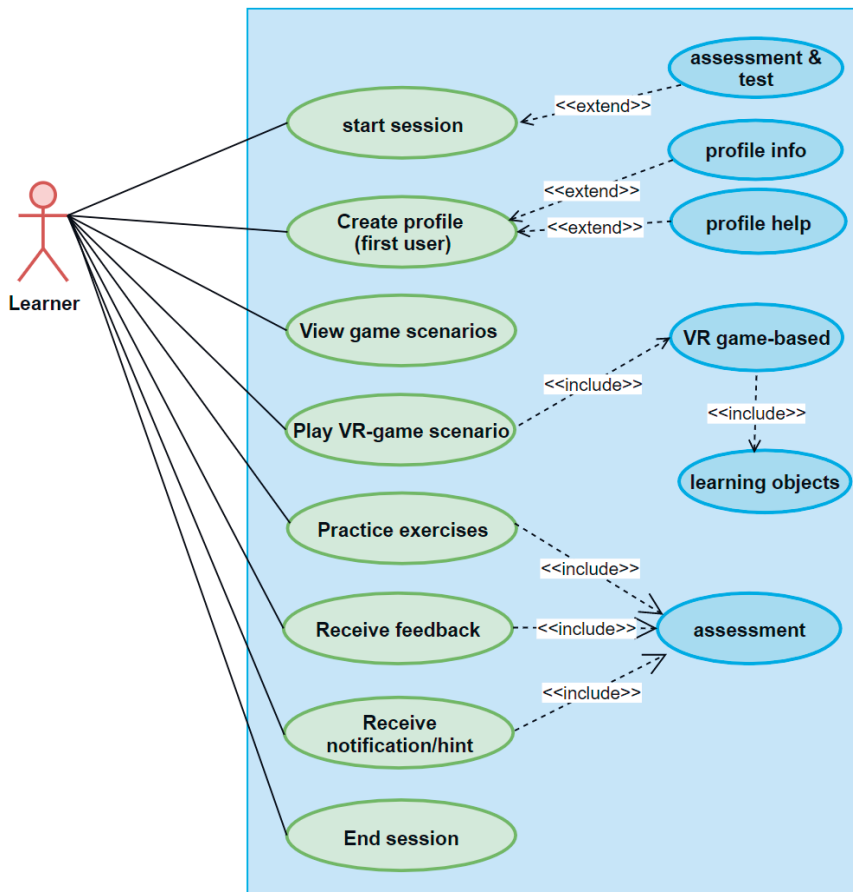 assessment &
test
<<extend>>
start session
profile info
<<extend>>
Create profile
(first user)
<<extend>>
profile help
Learner
View game scenarios
VR game-based
<<include>>
<<include>>
Play VR-game scenario
learning objects
Practice exercises
<<include>>
Receive feedback
<<include>>
assessment
<<include>>
Receive
notification/hint
End session